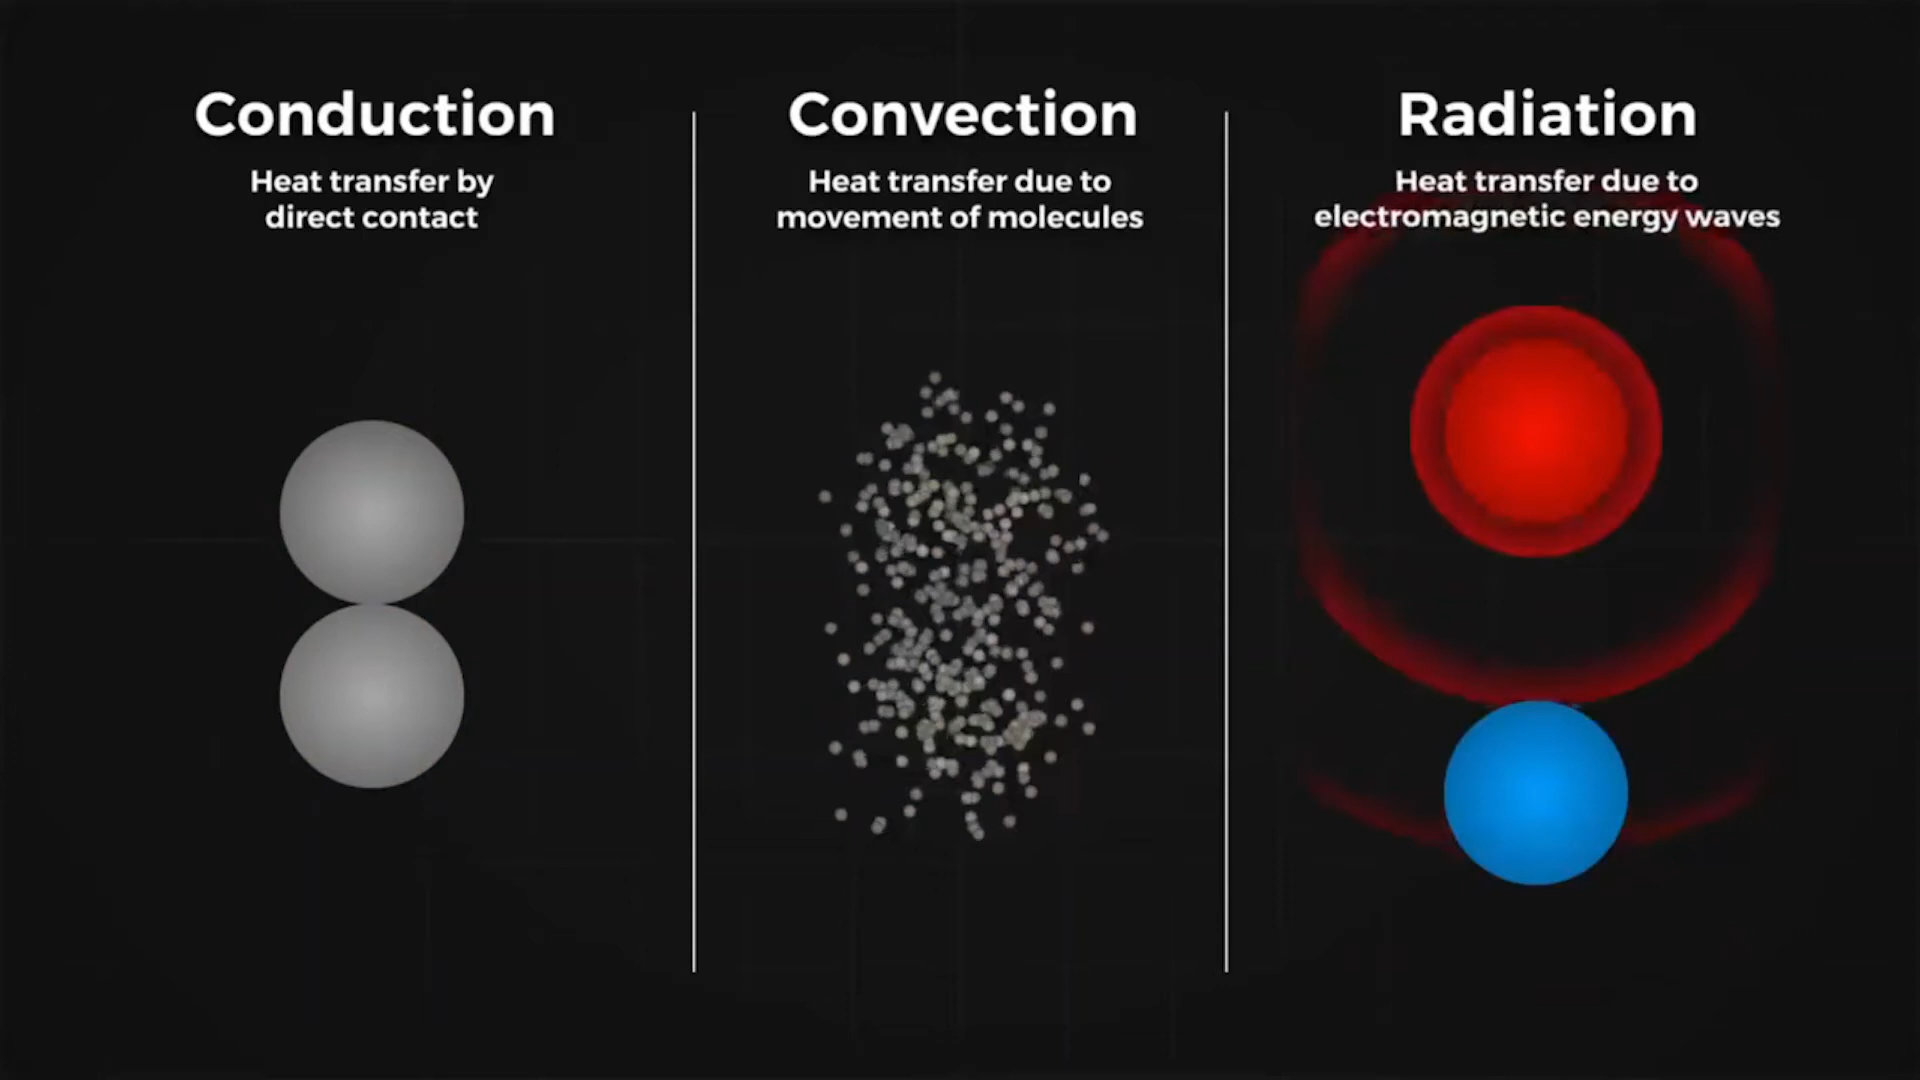 Conduction
Heat transfer by
direct contact
Convection
Heat transfer due to
movement of molecules
Radiation
Heat transfer due to
electromagnetic energy waves